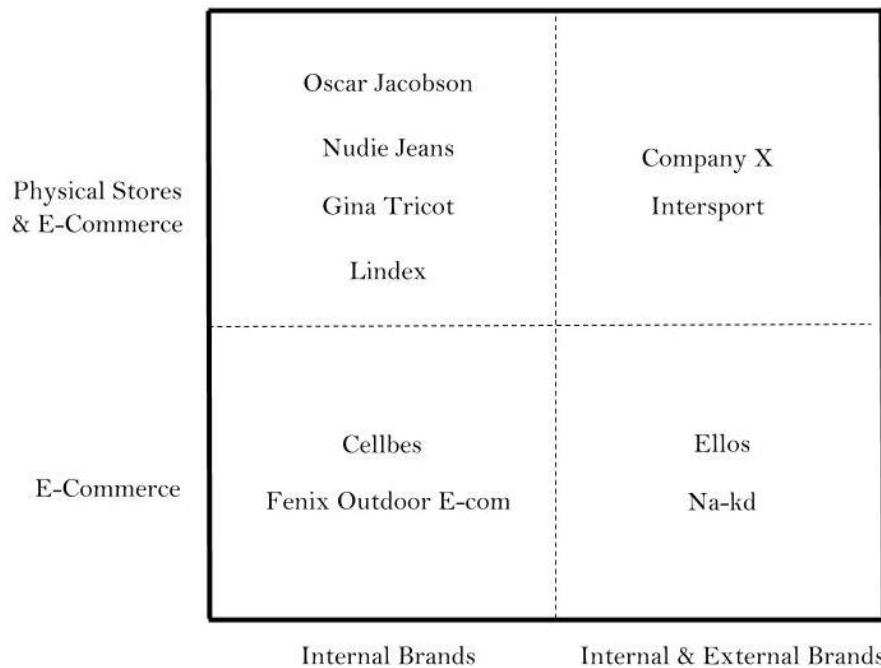 Oscar Jacobson
Nudie Jeans
Company X
Physical Stores
& E-Commerce
Gina Tricot
Intersport
Lindex
Cellbes
Ellos
E-Commerce
Fenix Outdoor E-com
Na-kd
Internal Brands
Internal & External Brands